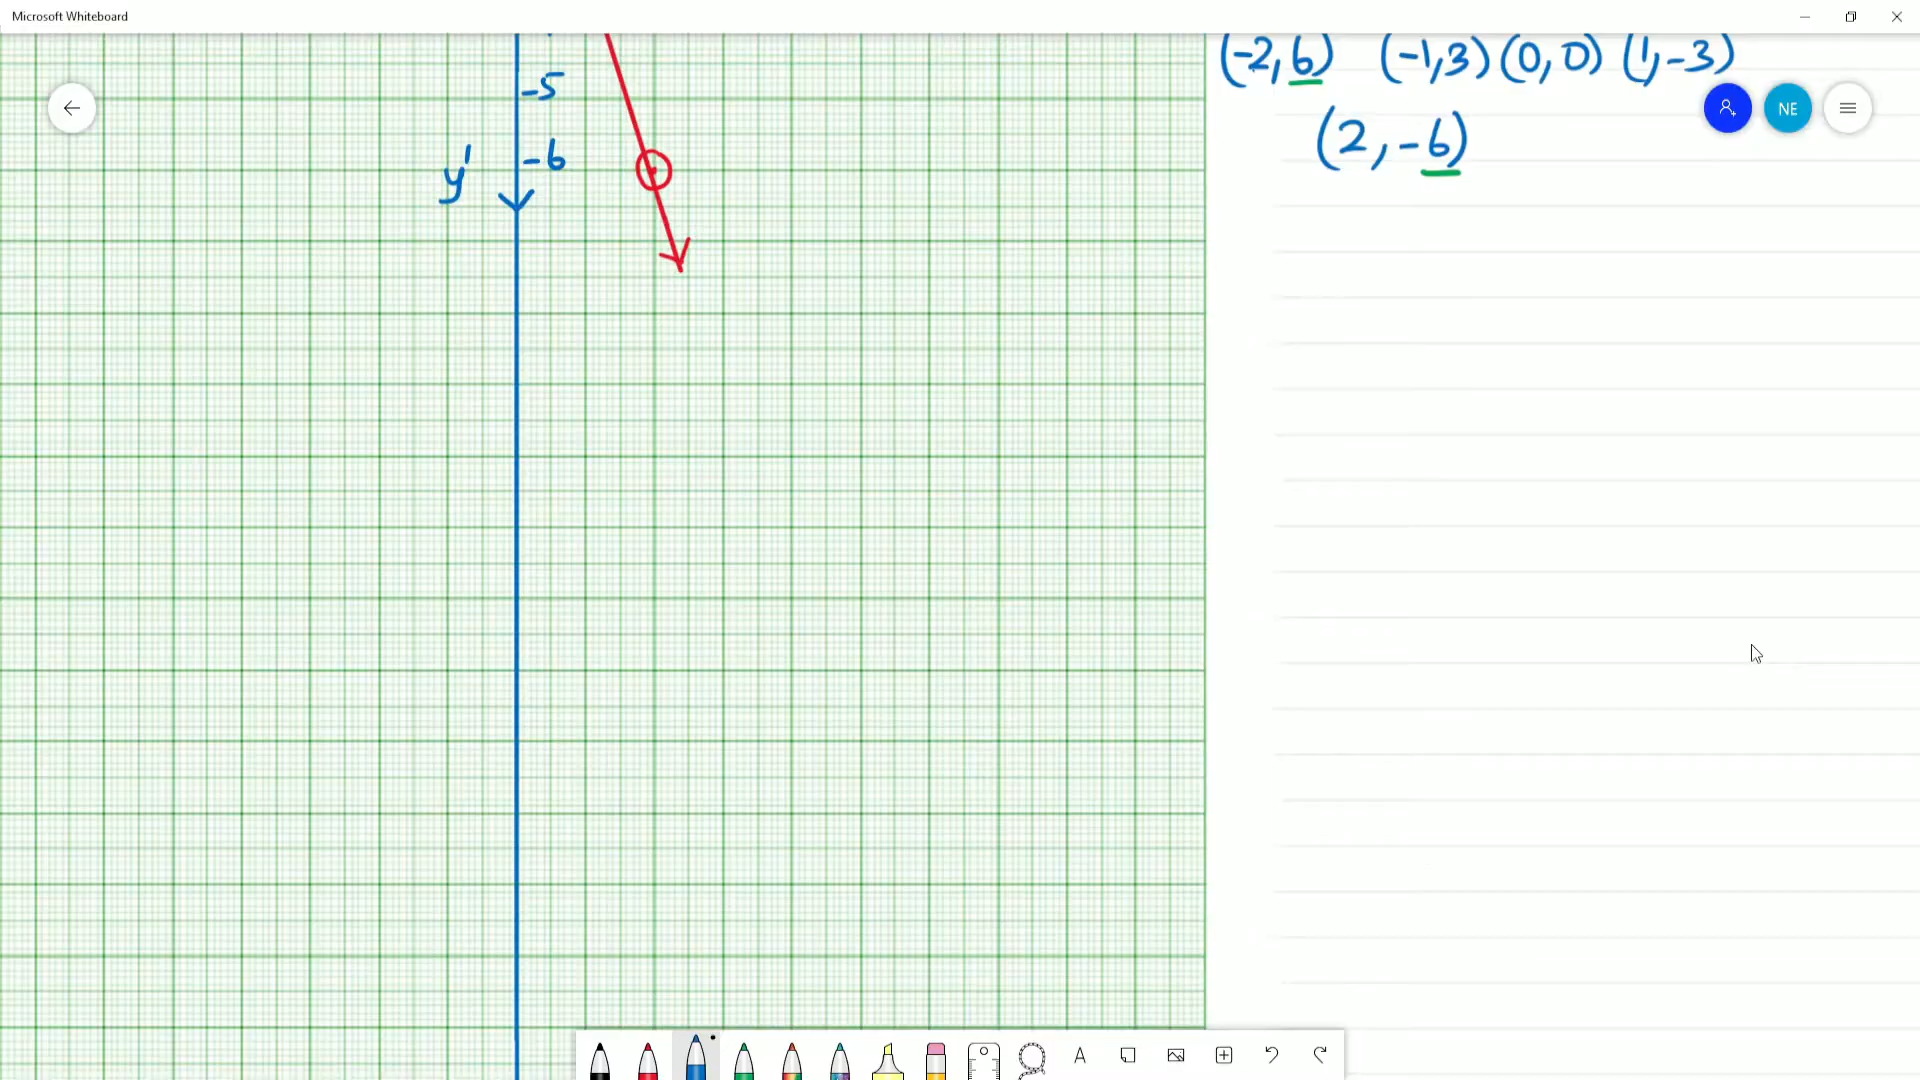 Microsoft Whiteboard
(-2,6) (-1,3) (0,0) (1,-3)
(2,-6)
NE
-5
-6
y'
A